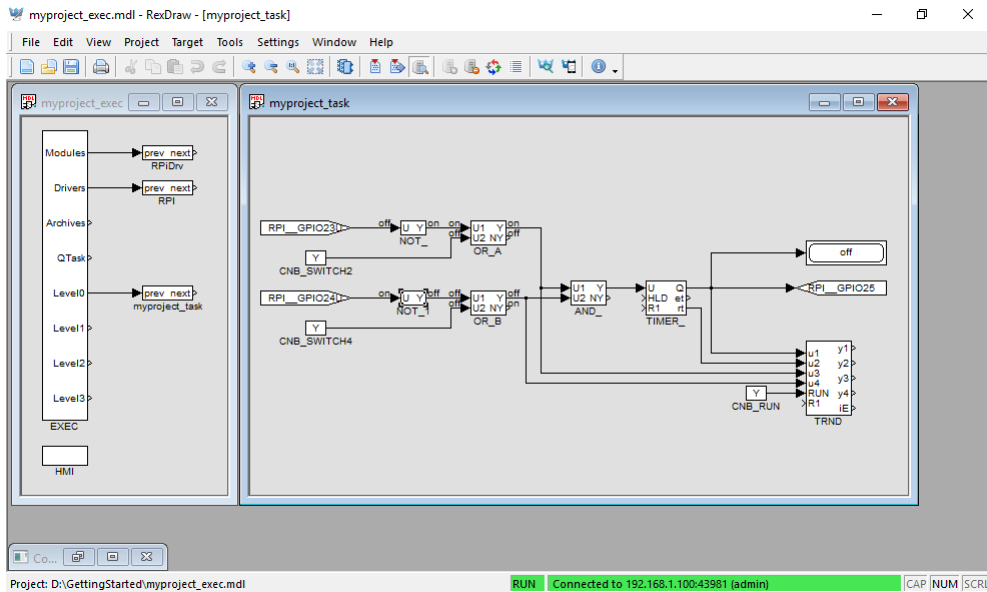 myproject_exec.mdl - RexDraw - [myproject_task]
File Edit View Project Target Tools Settings Window Help
myproject_exec
Modules
prev next
RPiDrv
Drivers
prev next
RPI
Archives
QTask
Level0
prev next
myproject_task
Level1
Level2
Level3
EXEC
HMI
myproject_task
RPI__GPIO23
off
off
U Y
on
NOT_
on
off
U1 Y
U2 NY
on
off
OR_A
Y
CNB_SWITCH2
RPI__GPIO24
on
U Y
off
NOT_1
off
off
U1 Y
U2 NY
off
on
OR_B
Y
CNB_SWITCH4
U1 Y
U2 NY
AND_
U Q
HLD et
R1 rt
TIMER_
off
RPI__GPIO25
u1 y1
u2 y2
u3 y3
u4 y4
RUN
R1 iE
TRND
Y
CNB_RUN
Co...
Project: D:\GettingStarted\myproject_exec.mdl
RUN
Connected to 192.168.1.100:43981 (admin)
CAP NUM SCRL